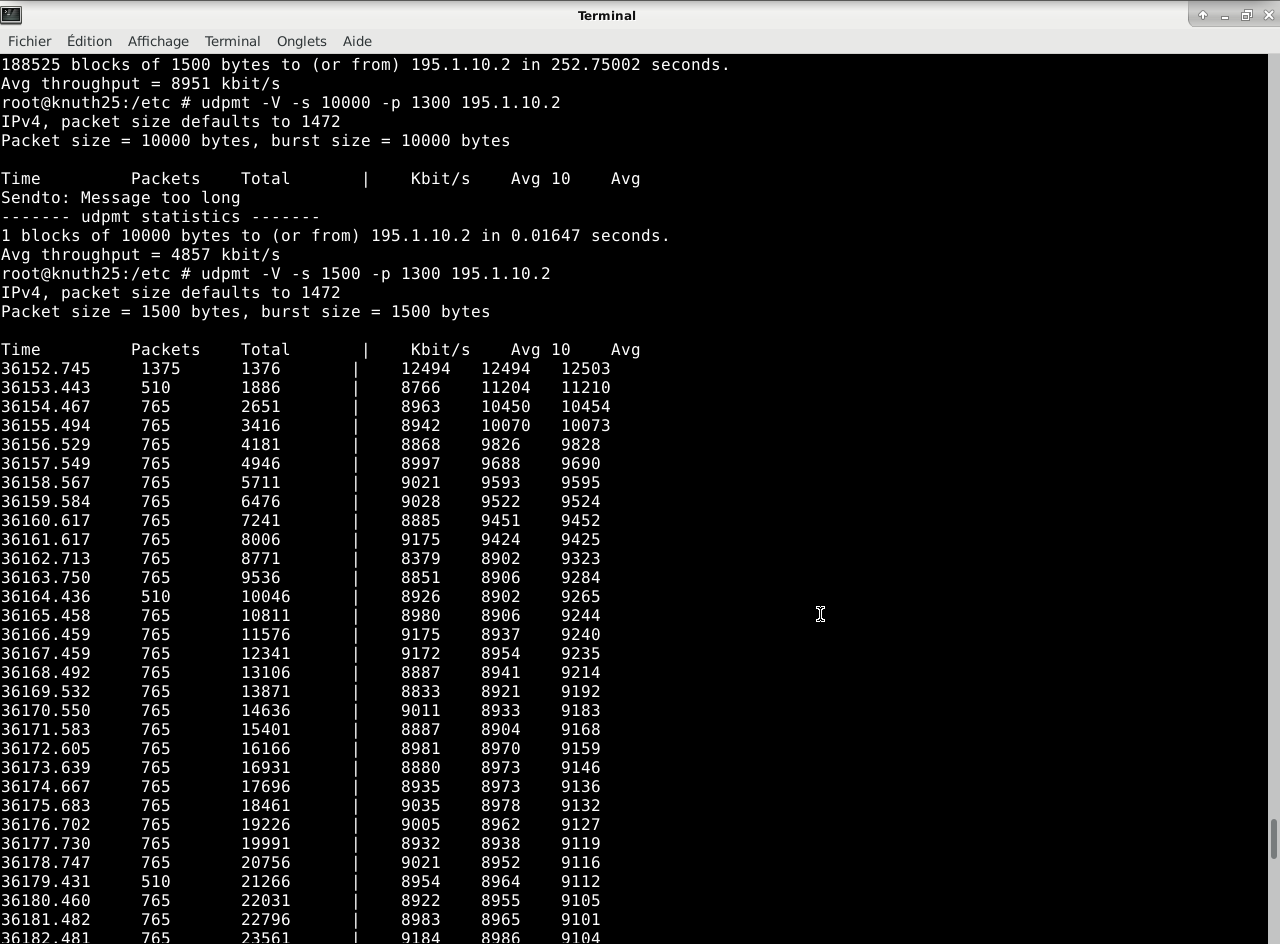 Terminal
Fichier Édition Affichage Terminal Onglets Aide
188525 blocks of 1500 bytes to (or from) 195.1.10.2 in 252.75002 seconds.
Avg throughput = 8951 kbit/s
root@knuth25:/etc # udpmt -V -s 10000 -p 1300 195.1.10.2
IPv4, packet size defaults to 1472
Packet size = 10000 bytes, burst size = 10000 bytes
Time Packets Total | Kbit/s Avg 10 Avg
Sendto: Message too long
------- udpmt statistics -------
1 blocks of 10000 bytes to (or from) 195.1.10.2 in 0.01647 seconds.
Avg throughput = 4857 kbit/s
root@knuth25:/etc # udpmt -V -s 1500 -p 1300 195.1.10.2
IPv4, packet size defaults to 1472
Packet size = 1500 bytes, burst size = 1500 bytes
Time Packets Total | Kbit/s Avg 10 Avg
36152.745 1375 1376 | 12494 12494 12503
36153.443 510 1886 | 8766 11204 11210
36154.467 765 2651 | 8963 10450 10454
36155.494 765 3416 | 8942 10070 10073
36156.529 765 4181 | 8868 9826 9828
36157.549 765 4946 | 8997 9688 9690
36158.567 765 5711 | 9021 9593 9595
36159.584 765 6476 | 9028 9522 9524
36160.617 765 7241 | 8885 9451 9452
36161.617 765 8006 | 9175 9424 9425
36162.713 765 8771 | 8379 8902 9323
36163.750 765 9536 | 8851 8906 9284
36164.436 510 10046 | 8926 8902 9265
36165.458 765 10811 | 8980 8906 9244
36166.459 765 11576 | 9175 8937 9240
36167.459 765 12341 | 9172 8954 9235
36168.492 765 13106 | 8887 8941 9214
36169.532 765 13871 | 8833 8921 9192
36170.550 765 14636 | 9011 8933 9183
36171.583 765 15401 | 8887 8904 9168
36172.605 765 16166 | 8981 8970 9159
36173.639 765 16931 | 8880 8973 9146
36174.667 765 17696 | 8935 8973 9136
36175.683 765 18461 | 9035 8978 9132
36176.702 765 19226 | 9005 8962 9127
36177.730 765 19991 | 8932 8938 9119
36178.747 765 20756 | 9021 8952 9116
36179.431 510 21266 | 8954 8964 9112
36180.460 765 22031 | 8922 8955 9105
36181.482 765 22796 | 8983 8965 9101
36182.481 765 23561 | 9184 8986 9104